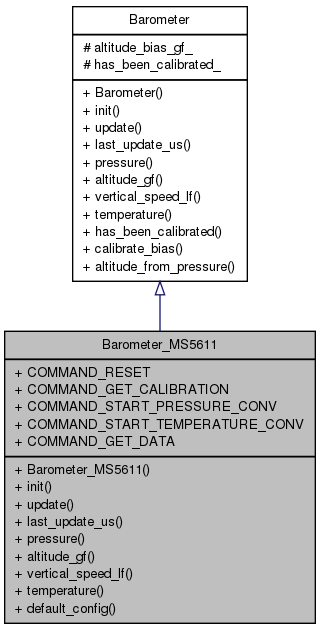 Barometer
# altitude_bias_gf_
# has_been_calibrated_
+ Barometer()
+ init()
+ update()
+ last_update_us()
+ pressure()
+ altitude_gf()
+ vertical_speed_lf()
+ temperature()
+ has_been_calibrated()
+ calibrate_bias()
+ altitude_from_pressure()
Barometer_MS5611
+ COMMAND_RESET
+ COMMAND_GET_CALIBRATION
+ COMMAND_START_PRESSURE_CONV
+ COMMAND_START_TEMPERATURE_CONV
+ COMMAND_GET_DATA
+ Barometer_MS5611()
+ init()
+ update()
+ last_update_us()
+ pressure()
+ altitude_gf()
+ vertical_speed_lf()
+ temperature()
+ default_config()